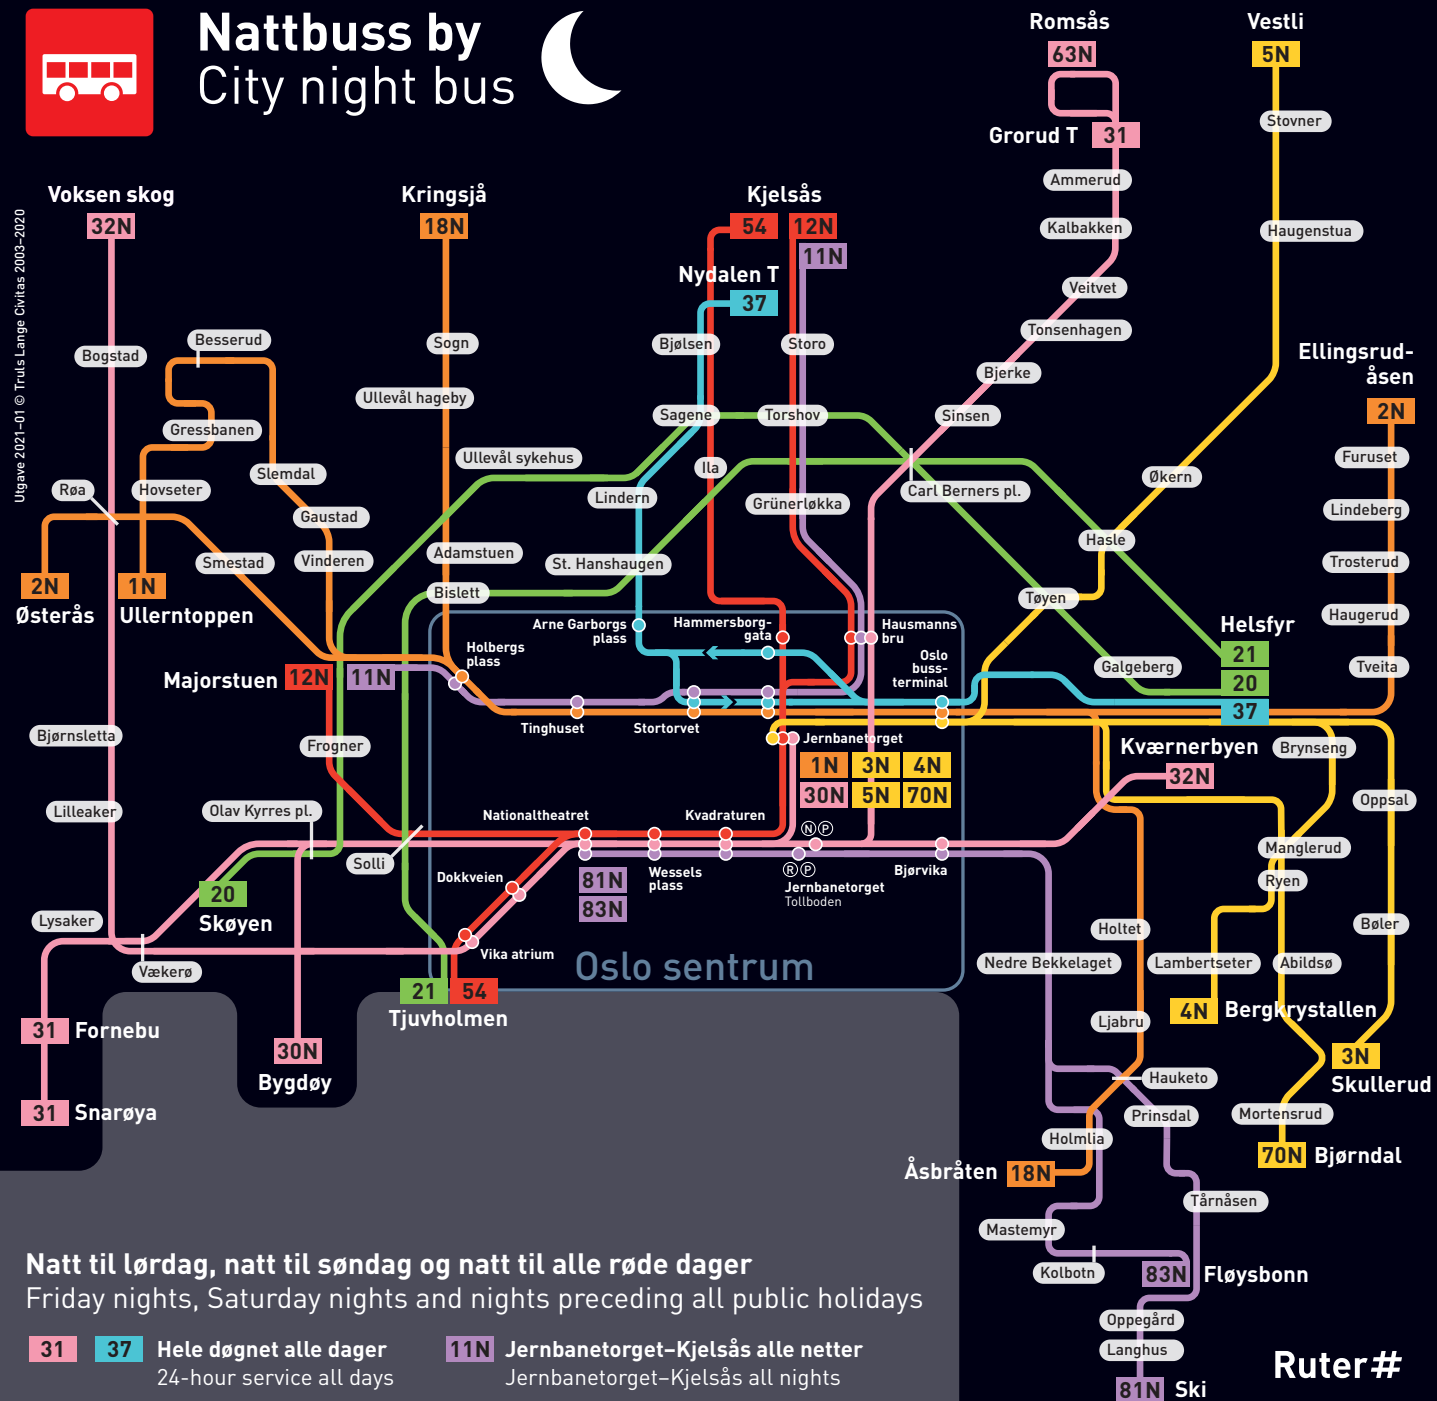 Nattbuss by
City night bus
Romsås
63N
Vestli
5N
Stovner
Grorud T
31
Ammerud
Kalbakken
Haugenstua
Veitvet
Tonsenhagen
Bjerke
Sinsen
Voksen skog
32N
Kringsjå
18N
Kjelsås
54
12N
11N
Nydalen T
37
Utgave 2021–01 © Truls Lange Civitas 2003–2020
Besserud
Bogstad
Sogn
Bjølsen
Storo
Ellingsrud-
åsen
2N
Ullevål hageby
Sagene
Torshov
Gressbanen
Ullevål sykehus
Ila
Furuset
Slemdal
Økern
Røa
Hovseter
Lindern
Grünerløkka
Carl Berners pl.
Lindeberg
Gaustad
Hasle
Smestad
Vinderen
Adamstuen
St. Hanshaugen
Trosterud
2N
Østerås
1N
Ullerntoppen
Bislett
Tøyen
Haugerud
Arne Garborgs
plass
Hammersborg-
gata
Hausmanns
bru
Helsfyr
21
20
37
Holbergs
plass
Oslo
buss-
terminal
Galgeberg
Tveita
Majorstuen
12N
11N
Tinghuset
Stortorvet
Jernbanetorget
1N
3N
4N
30N
5N
70N
Bjørnsletta
Frogner
Kværnerbyen
32N
Brynseng
Oppsal
Lilleaker
Olav Kyrres pl.
Nationaltheatret
Kvadraturen
N P
Solli
Manglerud
Dokkveien
81N
83N
Wessels
plass
R P
Jernbanetorget
Tollboden
Bjørvika
Ryen
20
Skøyen
Lysaker
Holtet
Bøler
Vækerø
Vika atrium
Oslo sentrum
Nedre Bekkelaget
Lambertseter
Abildsø
21
54
Tjuvholmen
4N
Bergkrystallen
31
Fornebu
Ljabru
30N
Bygdøy
3N
Skullerud
Hauketo
31
Snarøya
Prinsdal
Mortensrud
Holmlia
70N
Bjørndal
Åsbråten
18N
Tårnåsen
Mastemyr
Kolbotn
83N
Fløysbonn
Oppegård
Langhus
81N
Ski
Natt til lørdag, natt til søndag og natt til alle røde dager
Friday nights, Saturday nights and nights preceding all public holidays
31
37
Hele døgnet alle dager
24-hour service all days
11N
Jernbanetorget–Kjelsås alle netter
Jernbanetorget–Kjelsås all nights
Ruter#